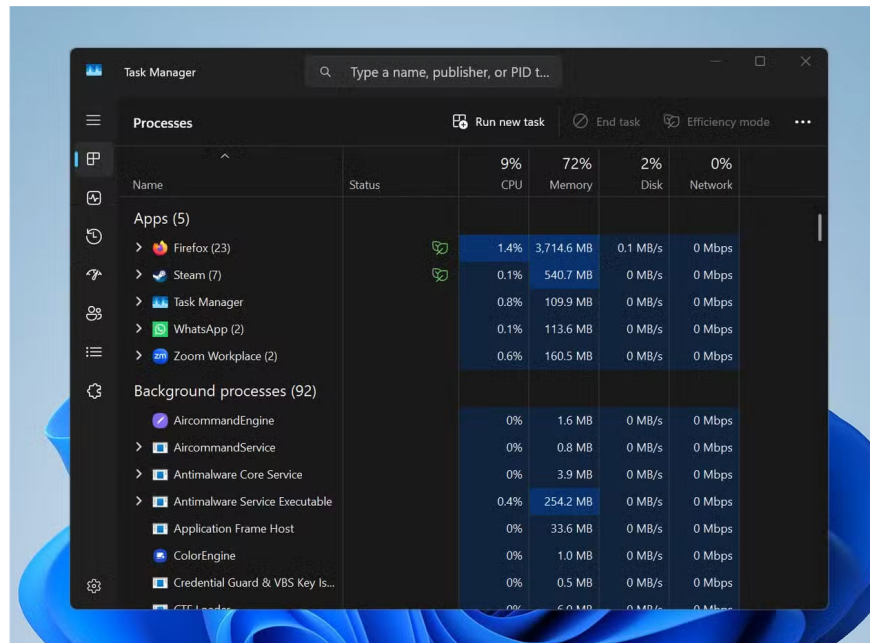 Task Manager
Type a name, publisher, or PID t...
Processes
Run new task
End task
Efficiency mode
9% 72% 2% 0%
Name Status CPU Memory Disk Network
Apps (5)
Firefox (23) 1.4% 3,714.6 MB 0.1 MB/s 0 Mbps
Steam (7) 0.1% 540.7 MB 0 MB/s 0 Mbps
Task Manager 0.8% 109.9 MB 0 MB/s 0 Mbps
WhatsApp (2) 0.1% 113.6 MB 0 MB/s 0 Mbps
zm Zoom Workplace (2) 0.6% 160.5 MB 0 MB/s 0 Mbps
Background processes (92)
AircommandEngine 0% 1.6 MB 0 MB/s 0 Mbps
AircommandService 0% 0.8 MB 0 MB/s 0 Mbps
Antimalware Core Service 0% 3.9 MB 0 MB/s 0 Mbps
Antimalware Service Executable 0.4% 254.2 MB 0 MB/s 0 Mbps
Application Frame Host 0% 33.6 MB 0 MB/s 0 Mbps
ColorEngine 0% 1.0 MB 0 MB/s 0 Mbps
Credential Guard & VBS Key Is... 0% 0.5 MB 0 MB/s 0 Mbps